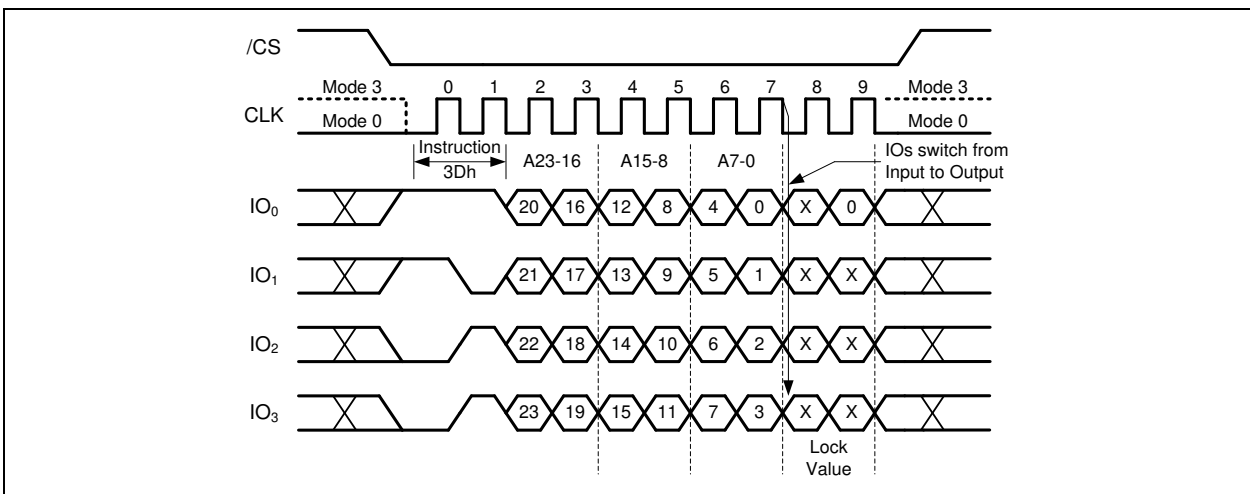 /CS
Mode 3 0 1 2 3 4 5 6 7 8 9 Mode 3
CLK
Mode 0 Mode 0
Instruction
3Dh
A23-16 A15-8 A7-0
IOs switch from
Input to Output
IO₀ 20 16 12 8 4 0 X 0
IO₁ 21 17 13 9 5 1 X X
IO₂ 22 18 14 10 6 2 X X
IO₃ 23 19 15 11 7 3 X X
Lock
Value